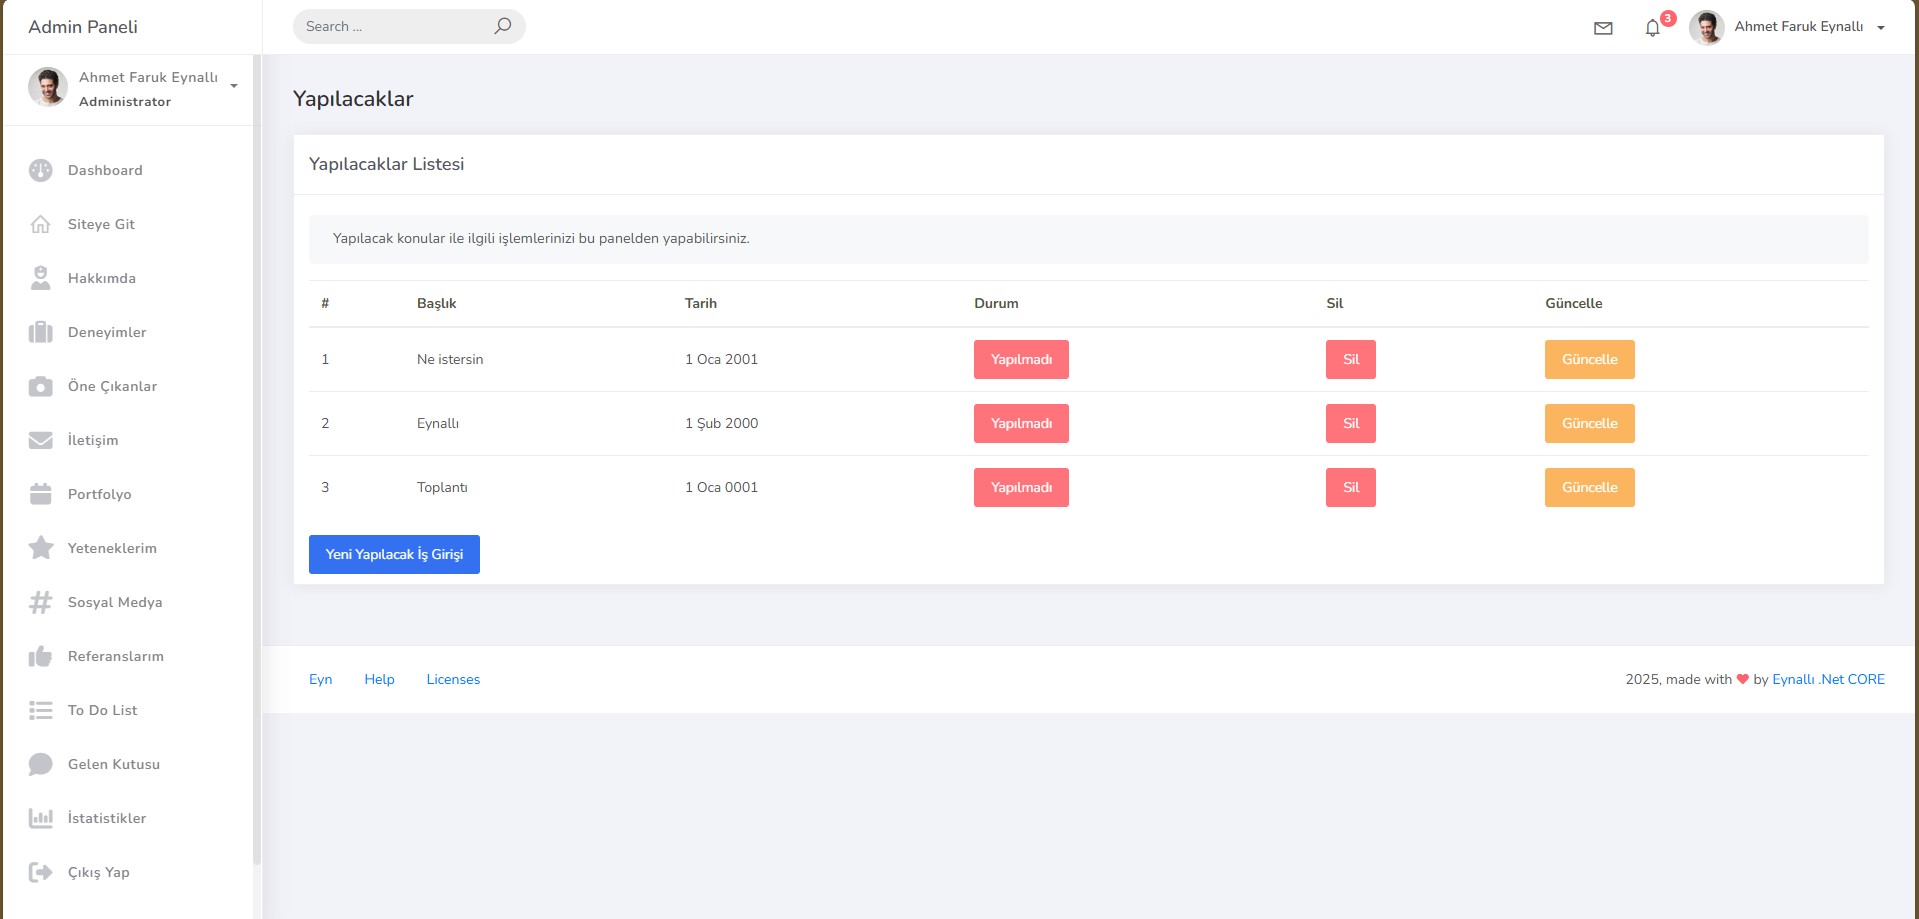 Admin Paneli
Search ...
3
Ahmet Faruk Eynallı
Ahmet Faruk Eynallı
Administrator
Dashboard
Siteye Git
Hakkımda
Deneyimler
Öne Çıkanlar
İletişim
Portfolyo
Yeteneklerim
Sosyal Medya
Referanslarım
To Do List
Gelen Kutusu
İstatistikler
Çıkış Yap
Yapılacaklar
Yapılacaklar Listesi
Yapılacak konular ile ilgili işlemlerinizi bu panelden yapabilirsiniz.
# Başlık Tarih Durum Sil Güncelle
1 Ne istersin 1 Oca 2001 Yapılmadı Sil Güncelle
2 Eynallı 1 Şub 2000 Yapılmadı Sil Güncelle
3 Toplantı 1 Oca 0001 Yapılmadı Sil Güncelle
Yeni Yapılacak İş Girişi
Eyn Help Licenses
2025, made with ❤ by Eynallı .Net CORE